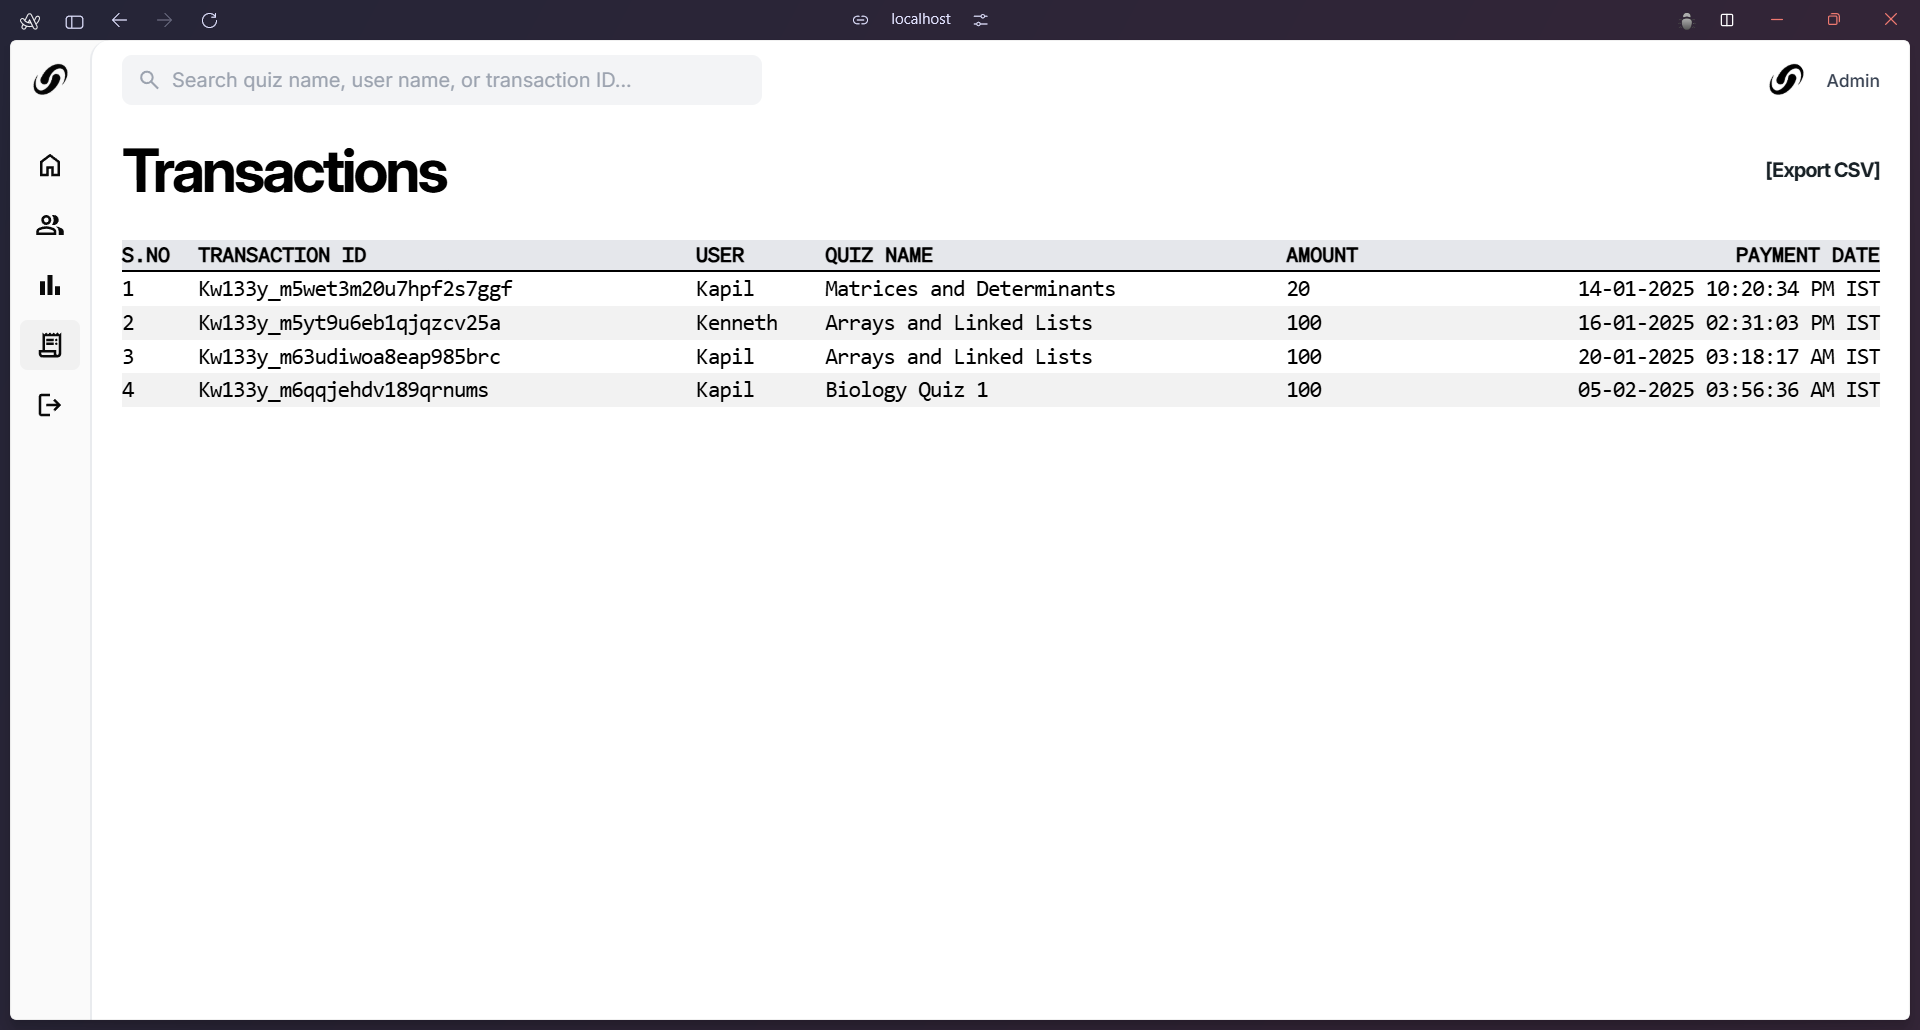 localhost
Search quiz name, user name, or transaction ID...
Admin
Transactions
[Export CSV]
S.NO TRANSACTION ID USER QUIZ NAME AMOUNT PAYMENT DATE
1 Kw133y_m5wet3m20u7hpf2s7ggf Kapil Matrices and Determinants 20 14-01-2025 10:20:34 PM IST
2 Kw133y_m5yt9u6eb1qjqzcv25a Kenneth Arrays and Linked Lists 100 16-01-2025 02:31:03 PM IST
3 Kw133y_m63udiwoa8eap985brc Kapil Arrays and Linked Lists 100 20-01-2025 03:18:17 AM IST
4 Kw133y_m6qqjehdv189qrnums Kapil Biology Quiz 1 100 05-02-2025 03:56:36 AM IST